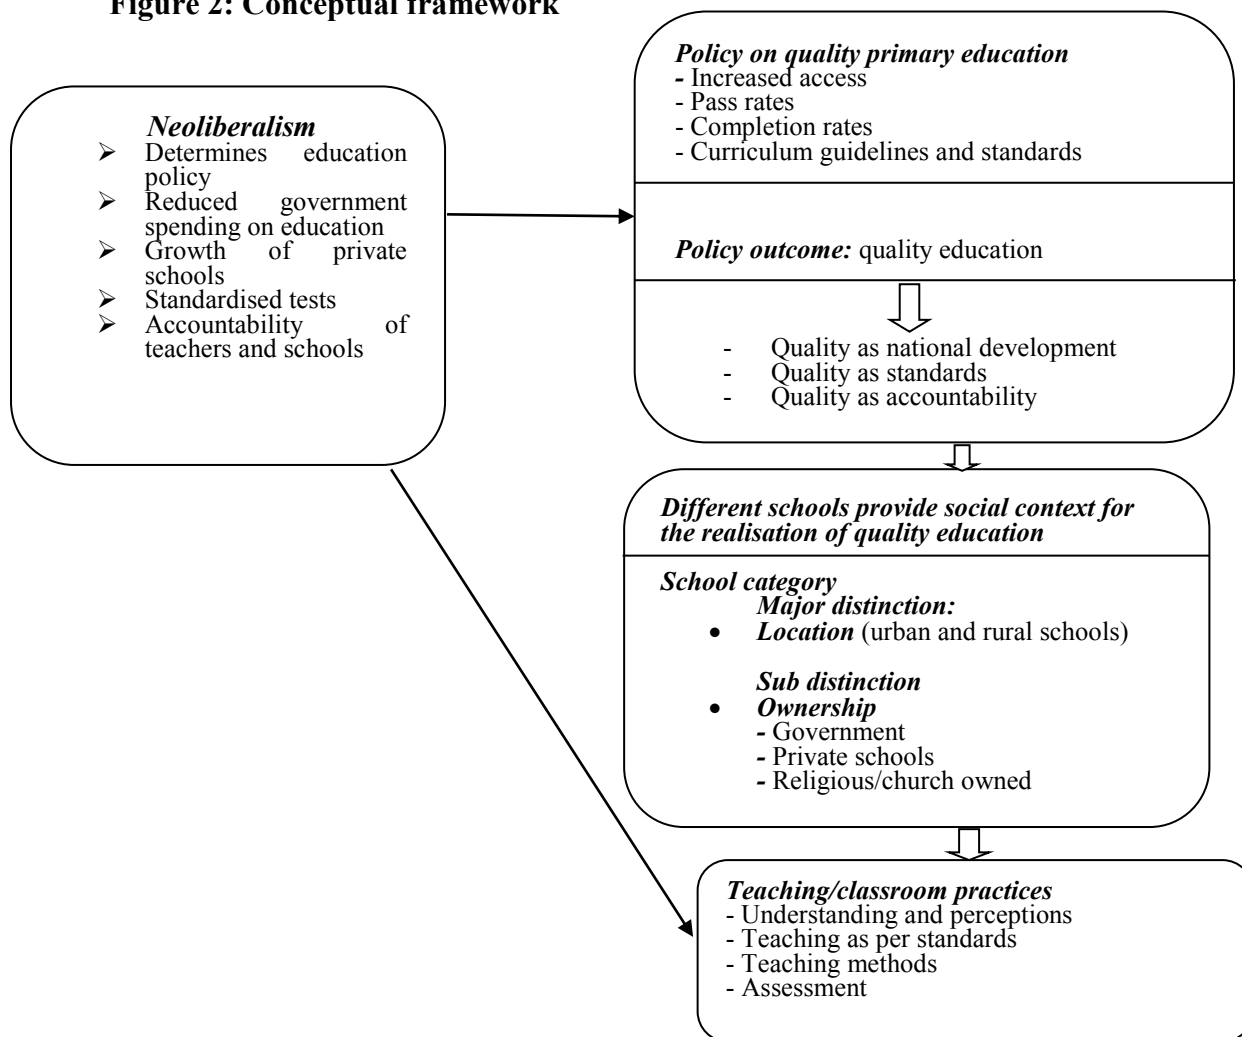 Figure 2: Conceptual framework
Neoliberalism
➢ Determines education
policy
➢ Reduced government
spending on education
➢ Growth of private
schools
➢ Standardised tests
➢ Accountability of
teachers and schools
Policy on quality primary education
- Increased access
- Pass rates
- Completion rates
- Curriculum guidelines and standards
Policy outcome: quality education
- Quality as national development
- Quality as standards
- Quality as accountability
Different schools provide social context for
the realisation of quality education
School category
Major distinction:
• Location (urban and rural schools)
Sub distinction
• Ownership
- Government
- Private schools
- Religious/church owned
Teaching/classroom practices
- Understanding and perceptions
- Teaching as per standards
- Teaching methods
- Assessment